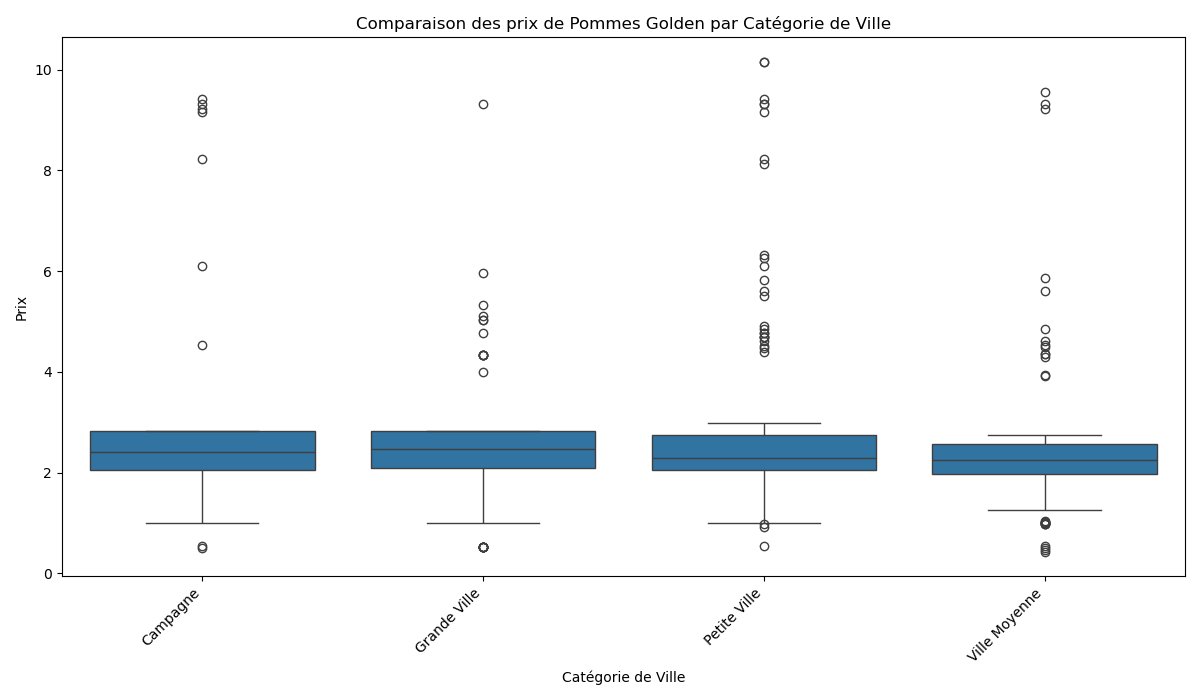 Comparaison des prix de Pommes Golden par Catégorie de Ville
Prix
10
8
6
4
2
0
Campagne
Grande Ville
Petite Ville
Ville Moyenne
Catégorie de Ville